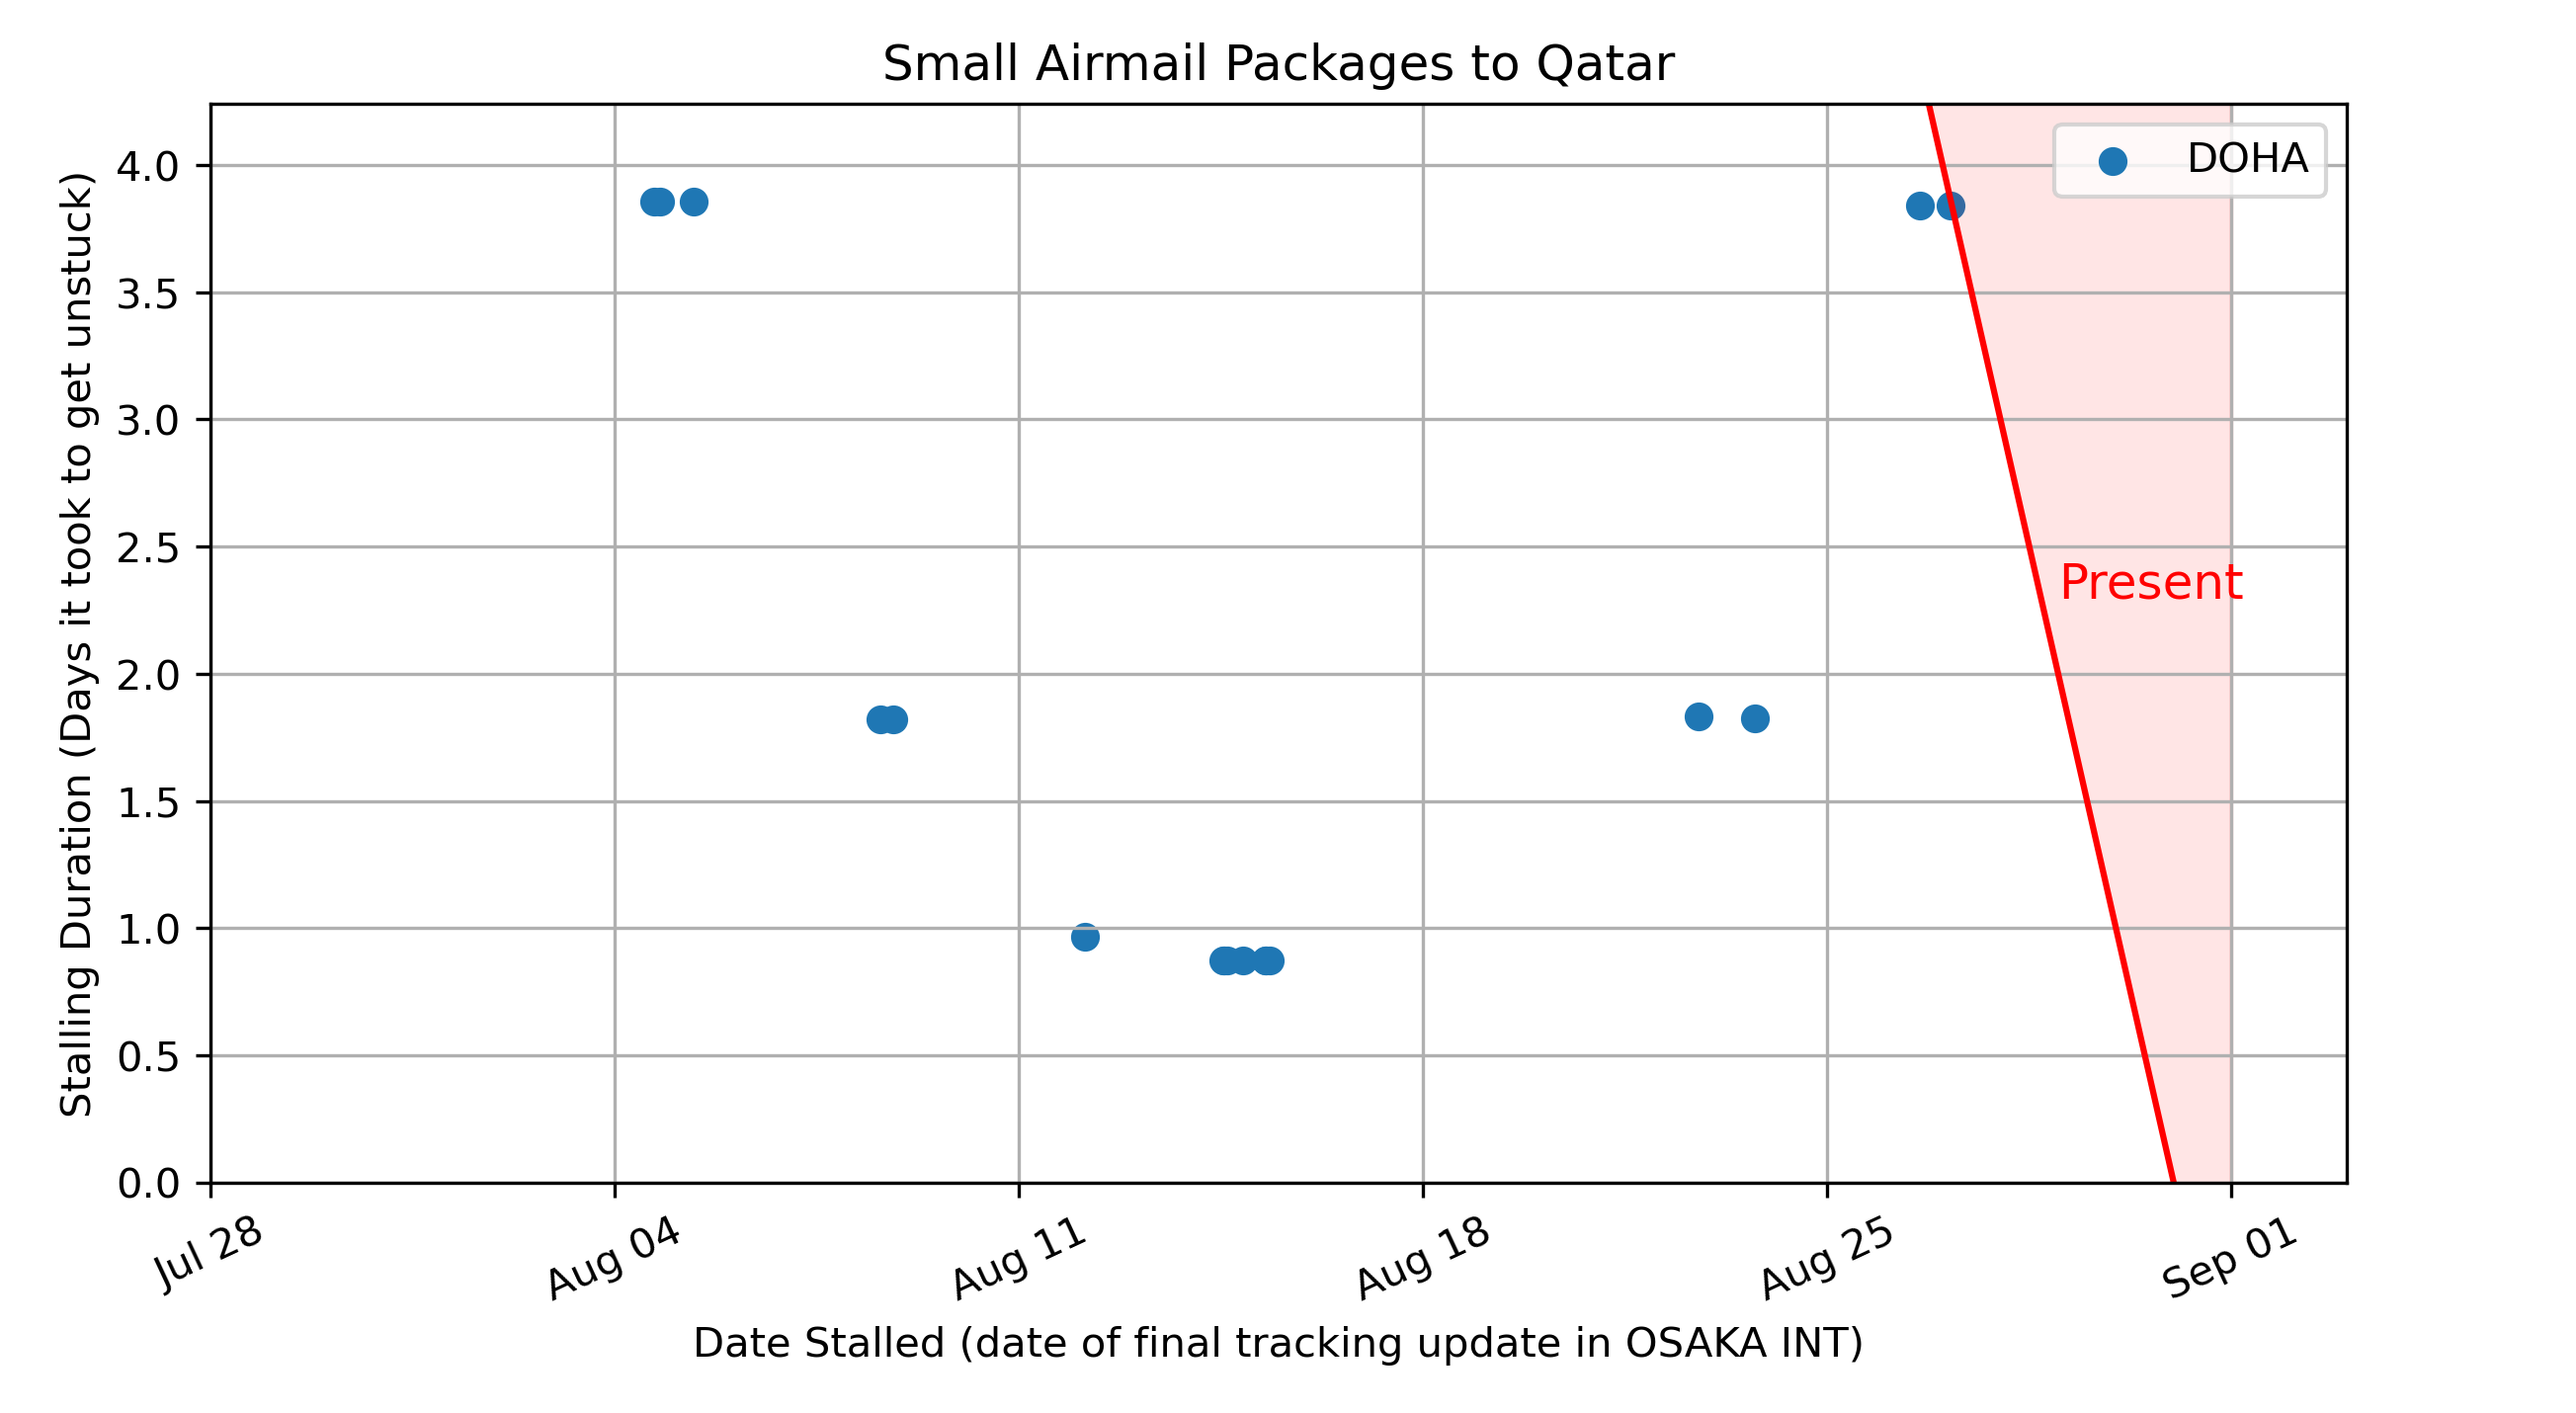 Small Airmail Packages to Qatar
DOHA
Present
Stalling Duration (Days it took to get unstuck)
4.0
3.5
3.0
2.5
2.0
1.5
1.0
0.5
0.0
Jul 28
Aug 04
Aug 11
Aug 18
Aug 25
Sep 01
Date Stalled (date of final tracking update in OSAKA INT)